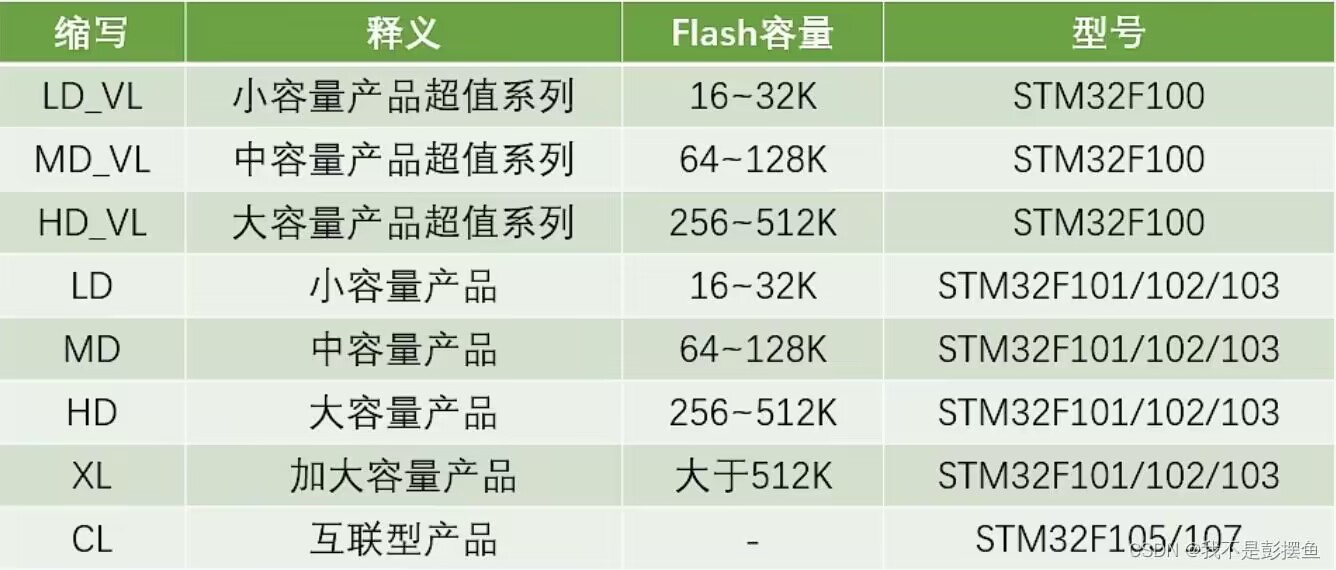 缩写 释义 Flash容量 型号
LD_VL 小容量产品超值系列 16~32K STM32F100
MD_VL 中容量产品超值系列 64~128K STM32F100
HD_VL 大容量产品超值系列 256~512K STM32F100
LD 小容量产品 16~32K STM32F101/102/103
MD 中容量产品 64~128K STM32F101/102/103
HD 大容量产品 256~512K STM32F101/102/103
XL 加大容量产品 大于512K STM32F101/102/103
CL 互联型产品 - STM32F105/107
CSDN @我不是彭摆鱼